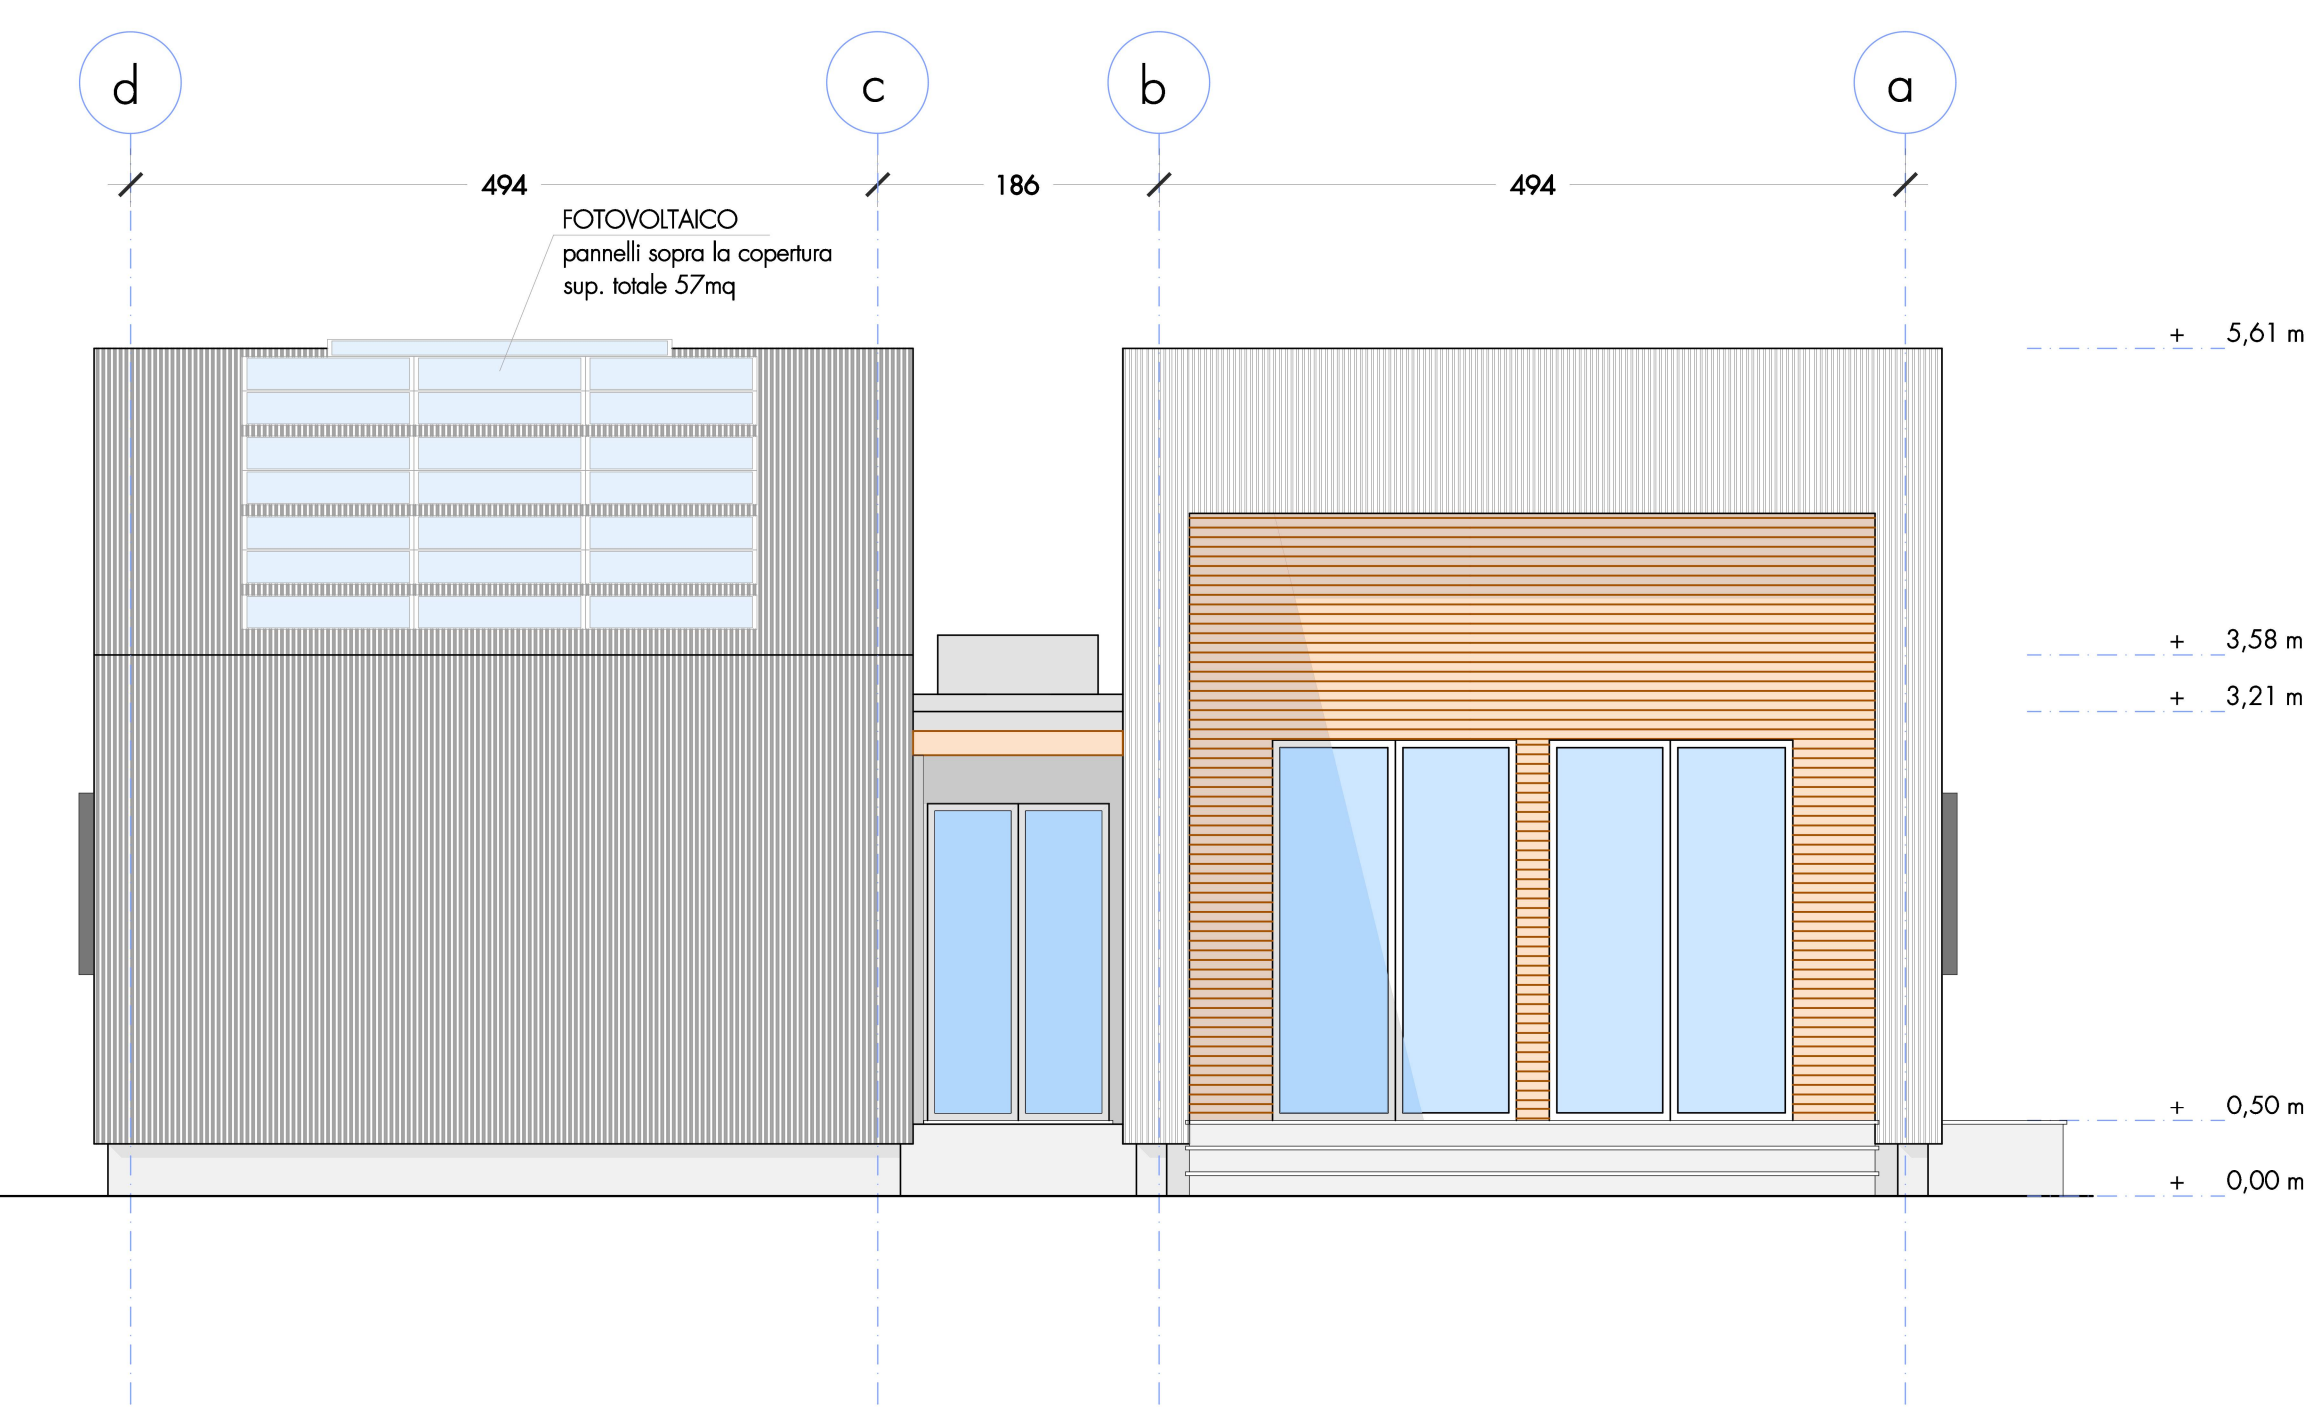 d c b a
494 186 494
FOTOVOLTAICO
pannelli sopra la copertura
sup. totale 57mq
+ 5,61 m
+ 3,58 m
+ 3,21 m
+ 0,50 m
+ 0,00 m